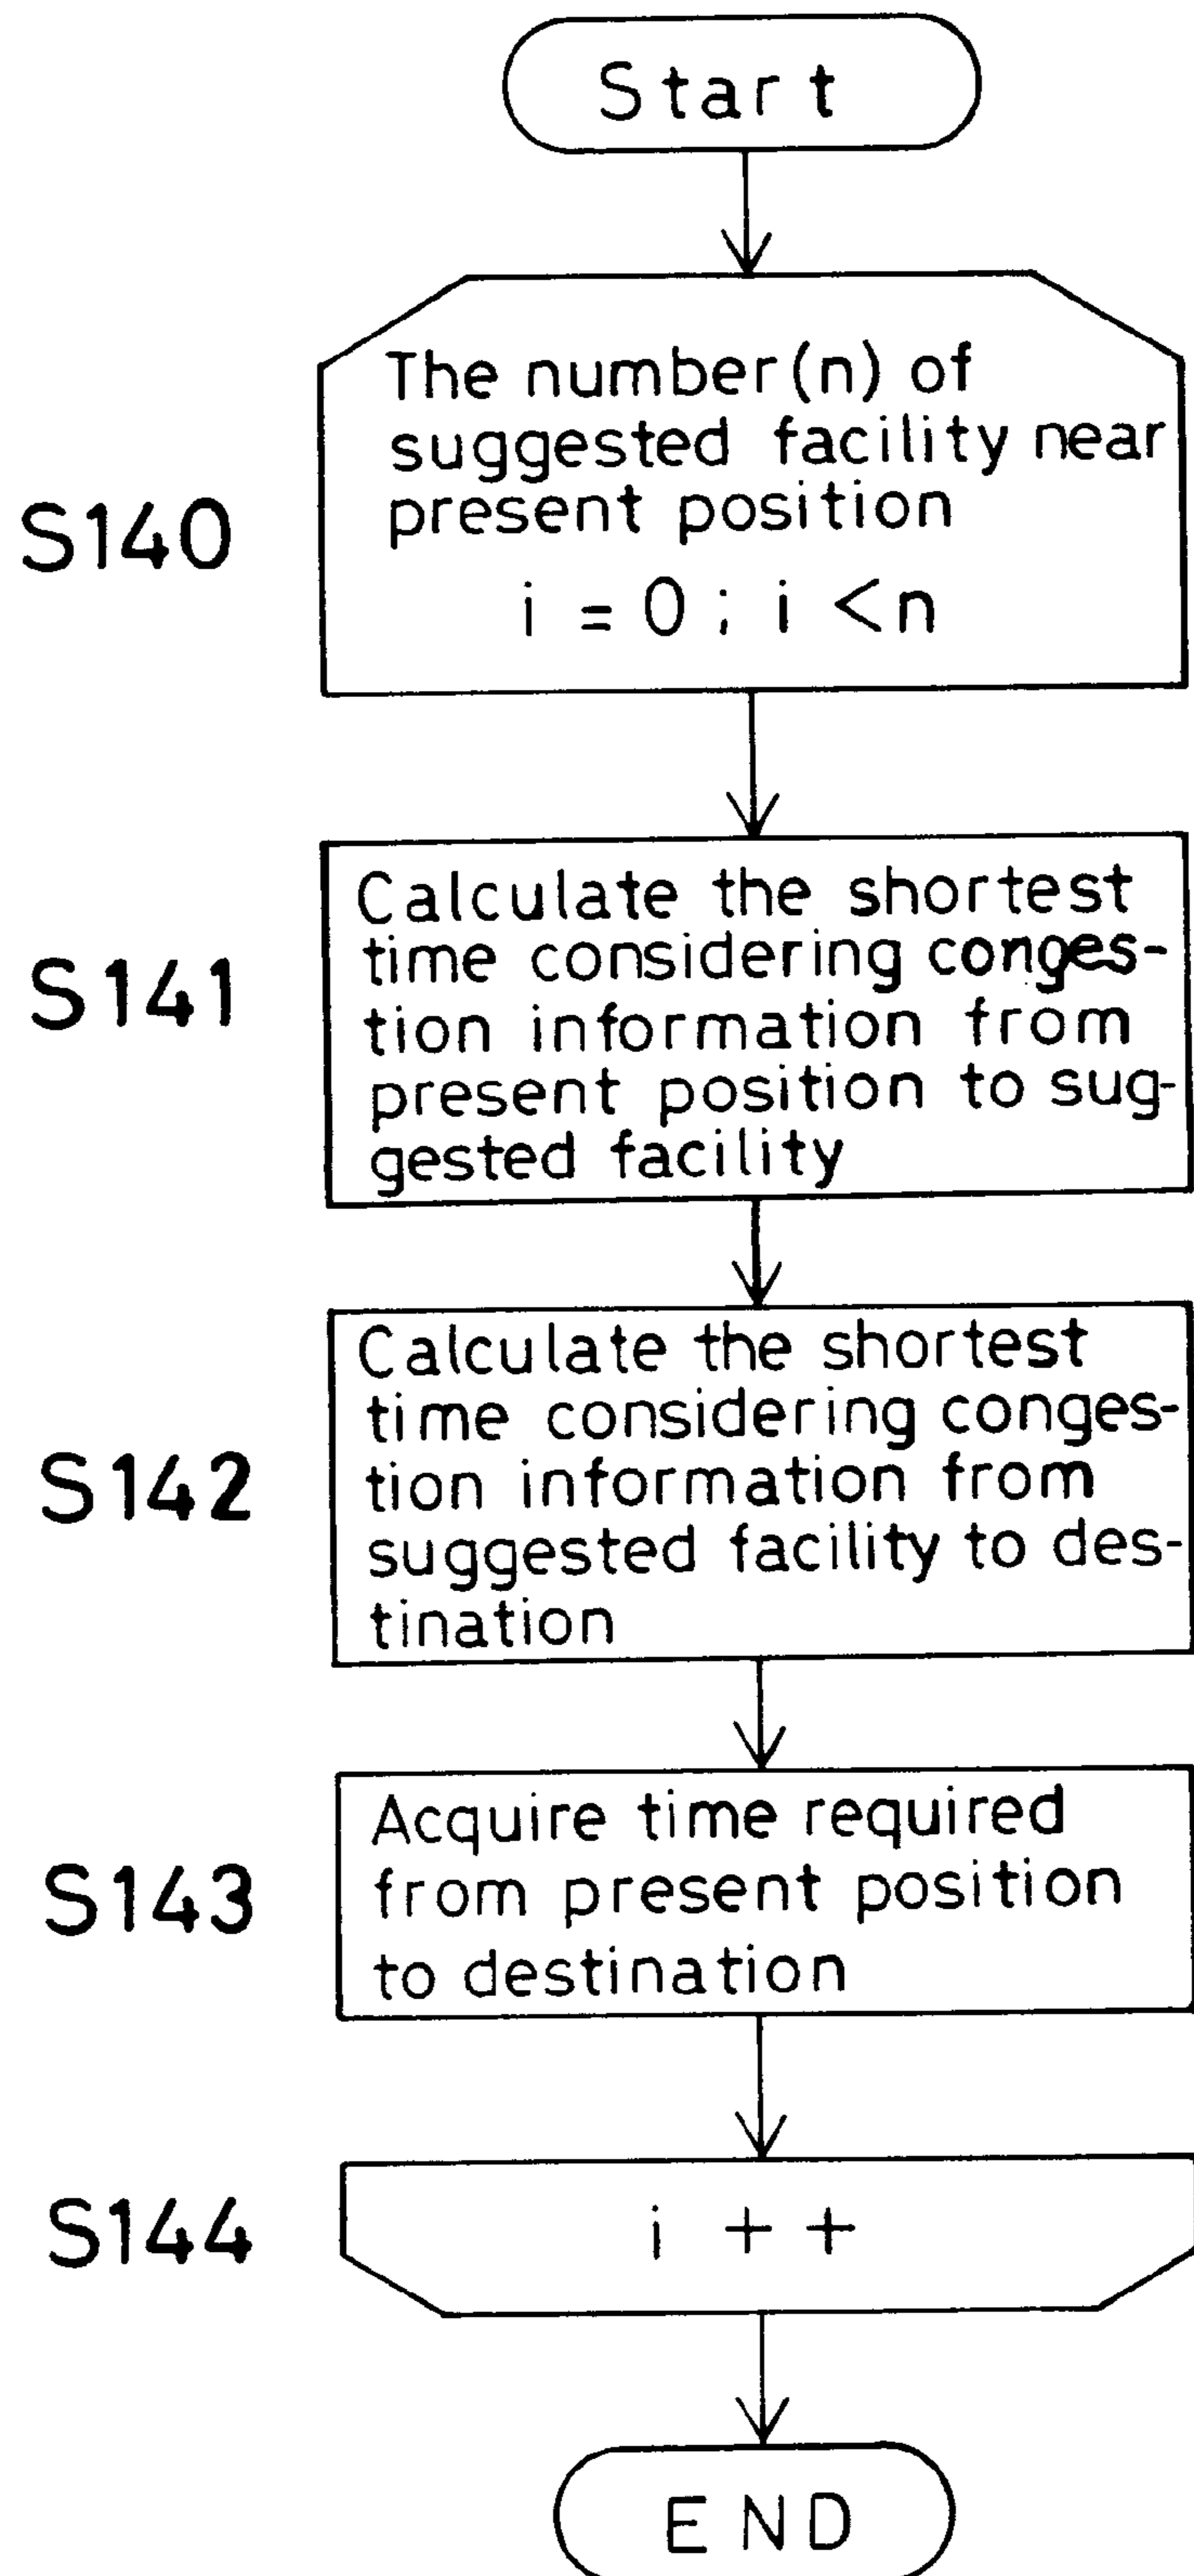 Start
S140
The number(n) of
suggested facility near
present position
i = 0 ; i < n
S141
Calculate the shortest
time considering conges-
tion information from
present position to sug-
gested facility
S142
Calculate the shortest
time considering conges-
tion information from
suggested facility to des-
tination
S143
Acquire time required
from present position
to destination
S144
i + +
END